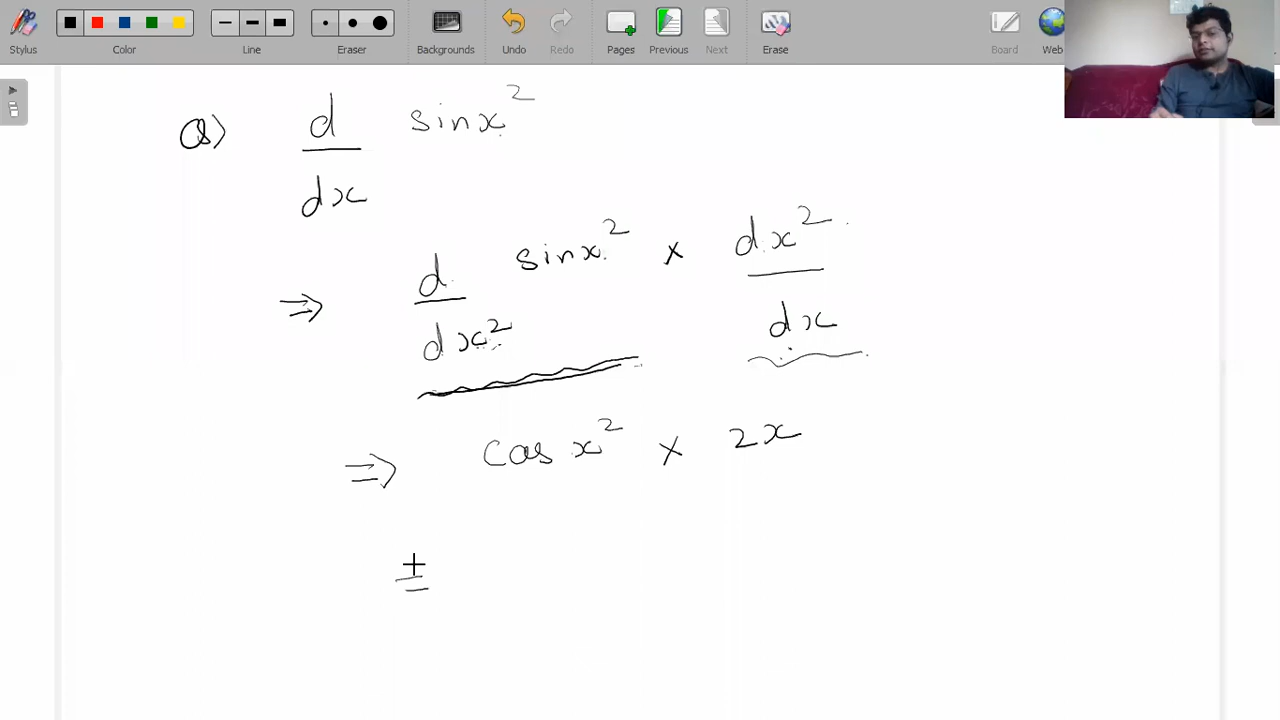 Stylus Color Line Eraser Backgrounds Undo Redo Pages Previous Next Erase Board Web
Q) d/dx sinx²
⇒ d/dx² sinx² × dx²/dx
⇒ cos x² × 2x
=